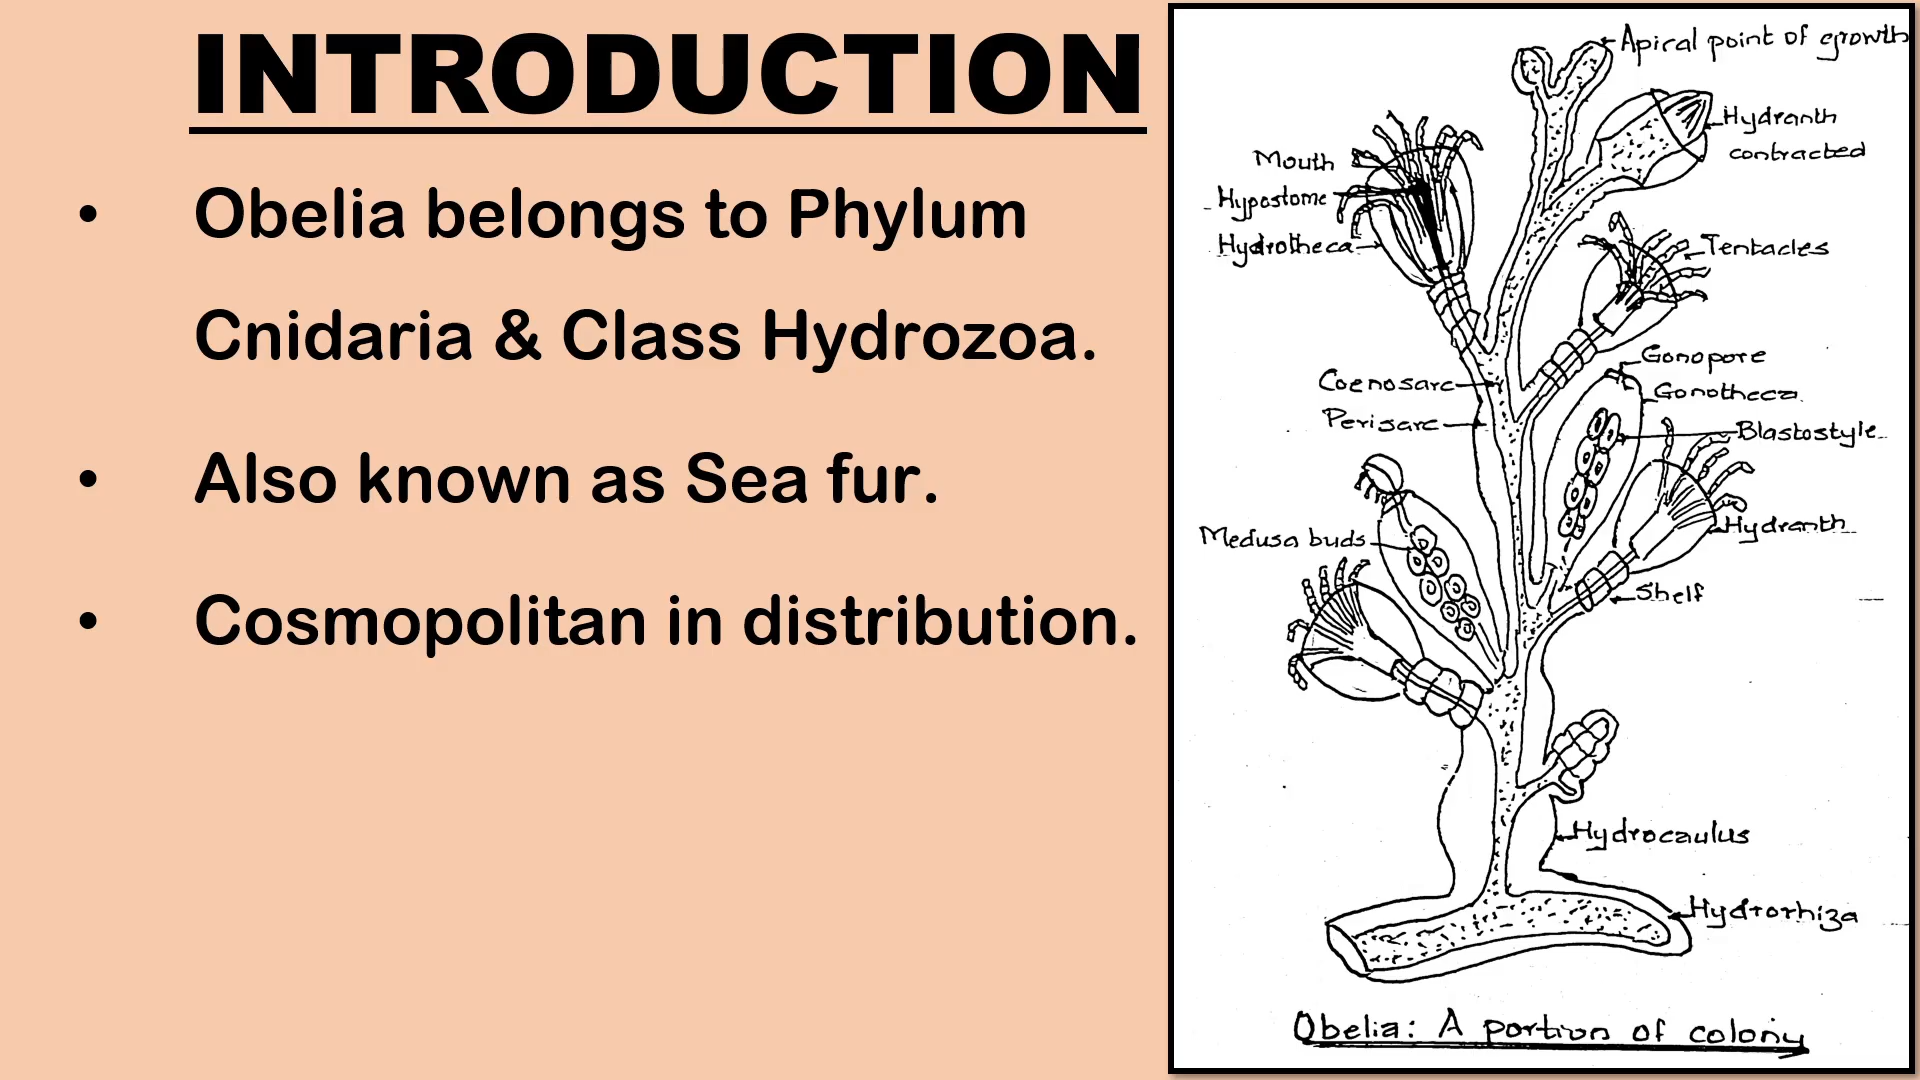 INTRODUCTION
• Obelia belongs to Phylum
Cnidaria & Class Hydrozoa.
• Also known as Sea fur.
• Cosmopolitan in distribution.
Apical point of growth
Hydranth
contracted
Mouth
Hypostome
Hydrotheca
Tentacles
Gonopore
Gonotheca
Coenosarc
Perisarc
Blastostyle
Medusa buds
Hydranth
Shelf
Hydrocaulus
Hydrorhiza
Obelia: A portion of colony